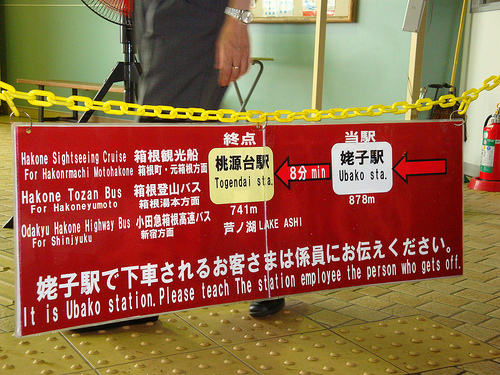 終点
当駅
Hakone Sightseeing Cruise 箱根観光船
For Hakonrmachi Motohakone 箱根町・元箱根方面
Hakone Tozan Bus 箱根登山バス
For Hakoneyumoto 箱根湯本方面
Odakyu Hakone Highway Bus 小田急箱根高速バス
For Shinjyuku 新宿方面
桃源台駅
Togendai sta.
741m
芦ノ湖 LAKE ASHI
8分 min
姥子駅
Ubako sta.
878m
姥子駅で下車されるお客さまは係員にお伝えください。
It is Ubako station. Please teach The station employee the person who gets off.